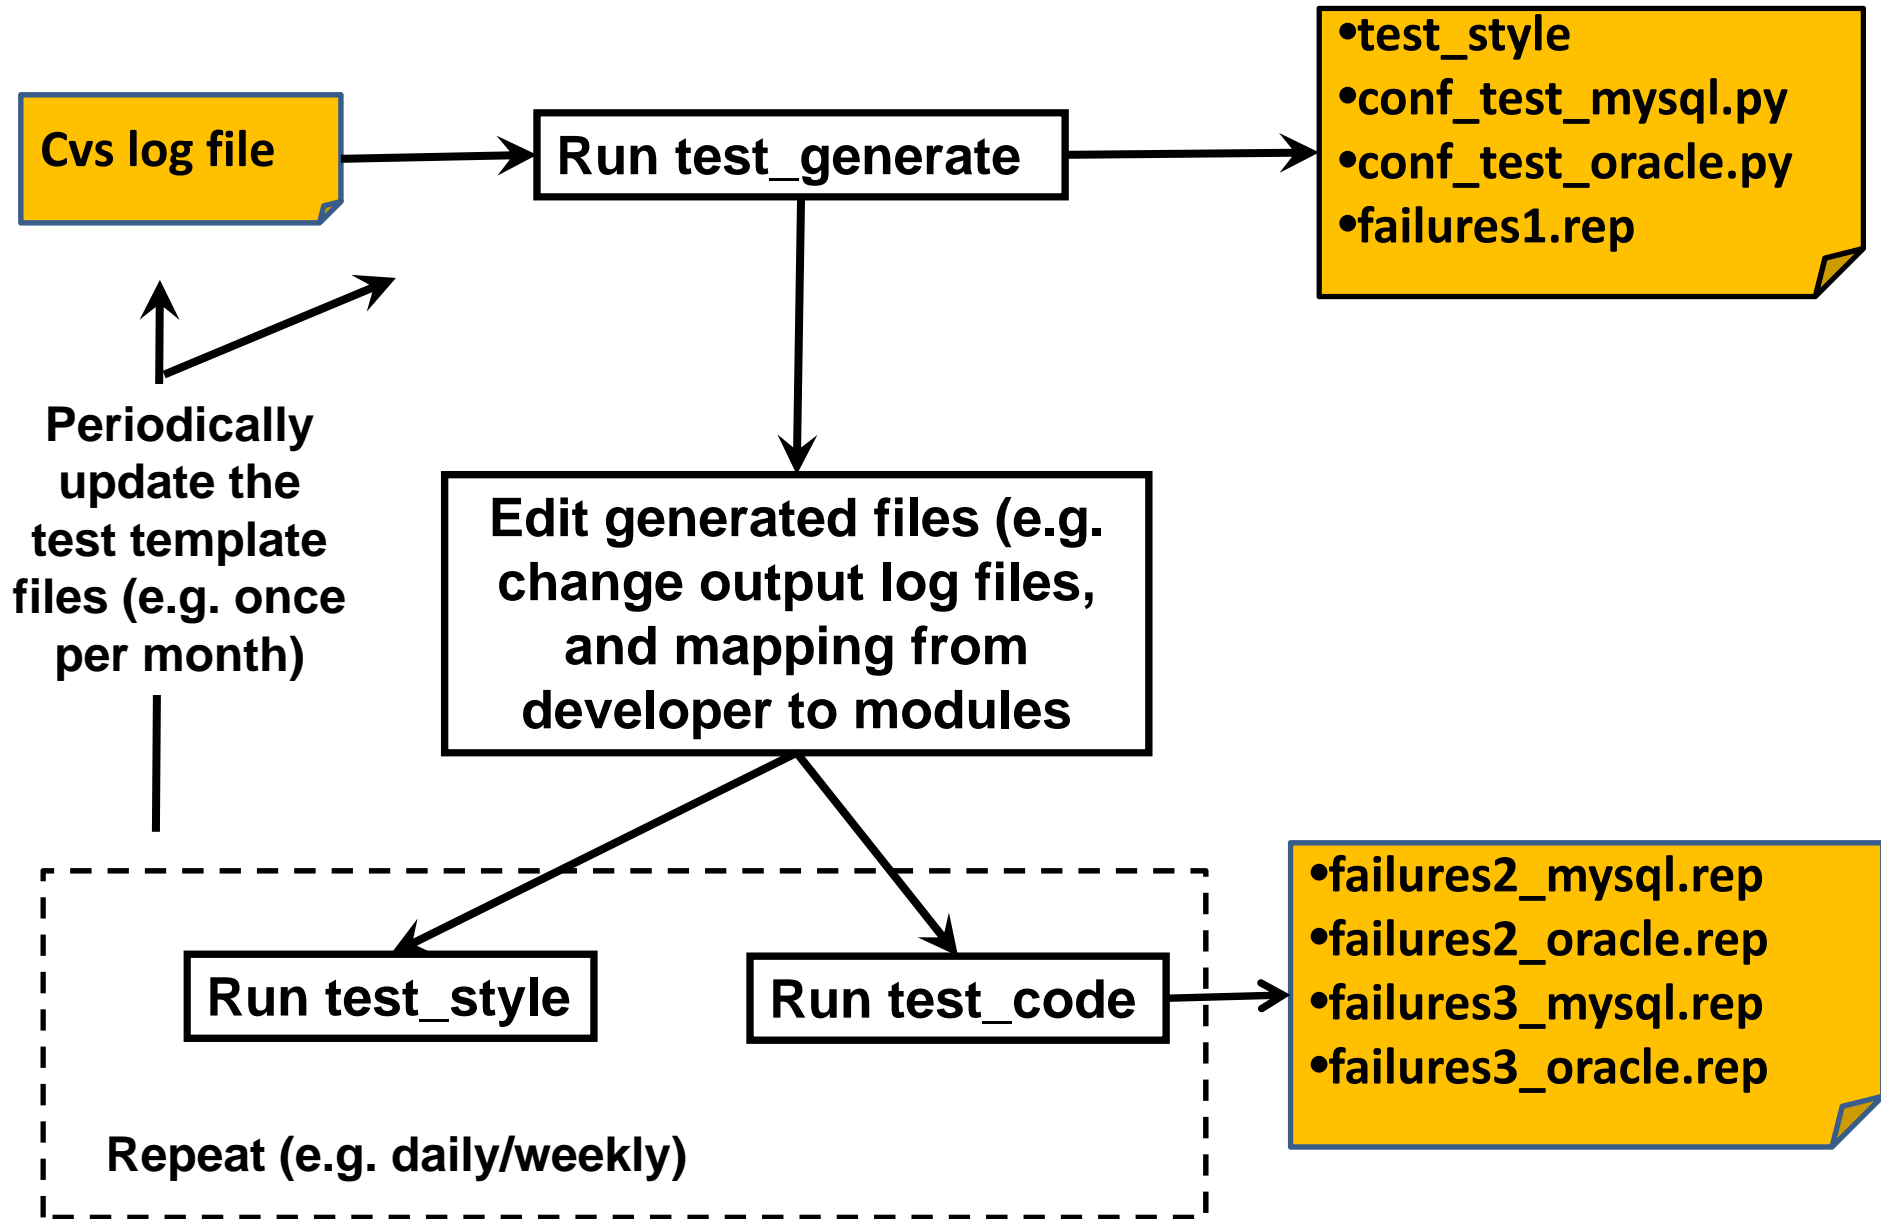 Cvs log file
Run test_generate
•test_style
•conf_test_mysql.py
•conf_test_oracle.py
•failures1.rep
Periodically
update the
test template
files (e.g. once
per month)
Edit generated files (e.g.
change output log files,
and mapping from
developer to modules
Run test_style
Run test_code
•failures2_mysql.rep
•failures2_oracle.rep
•failures3_mysql.rep
•failures3_oracle.rep
Repeat (e.g. daily/weekly)